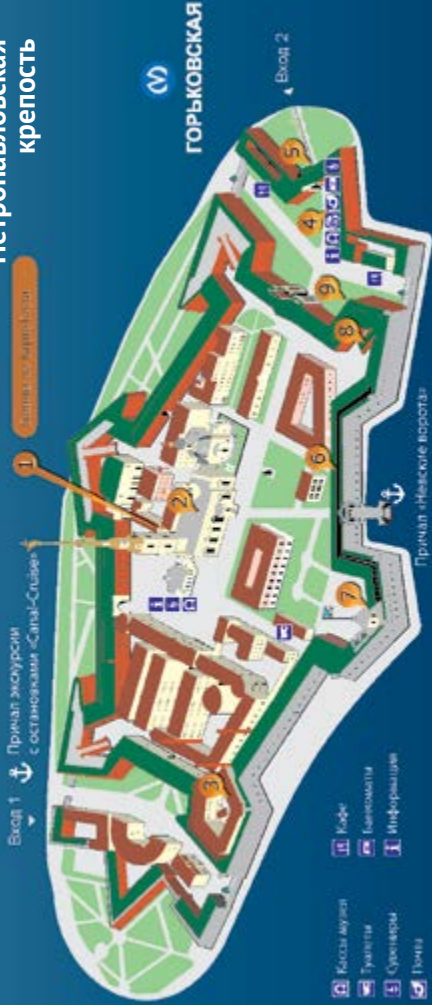 Петропавловская
крепость
ГОРЬКОВСКАЯ
Вход 2
Вход 1
Причал экскурсии
с остановками «Canal-Cruise»
1
2
3
4
5
6
7
8
9
Причал «Невские ворота»
Кассы музея
Туалеты
Сувениры
Почта
Кафе
Банкоматы
Информация